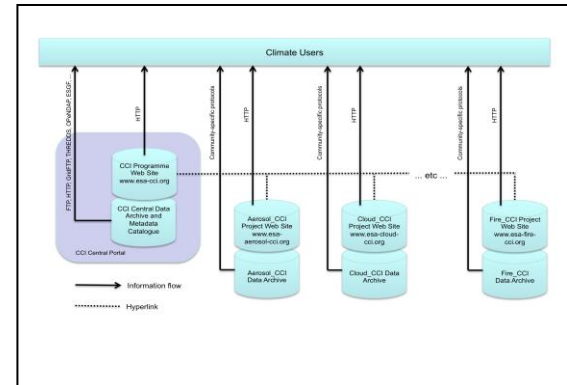 Climate Users
FTP, HTTP, GridFTP, THREDDS, OPeNDAP, ESGF...
HTTP
Community-specific protocols
HTTP
Community-specific protocols
HTTP
Community-specific protocols
HTTP
CCI Programme
Web Site
www.esa-cci.org
CCI Central Data
Archive and
Metadata
Catalogue
CCI Central Portal
... etc ...
Aerosol_CCI
Project Web Site
www.esa-
aerosol-cci.org
Aerosol_CCI
Data Archive
Cloud_CCI
Project Web Site
www.esa-cloud-
cci.org
Cloud_CCI Data
Archive
Fire_CCI Project
Web Site
www.esa-fire-
cci.org
Fire_CCI
Data Archive
Information flow
Hyperlink